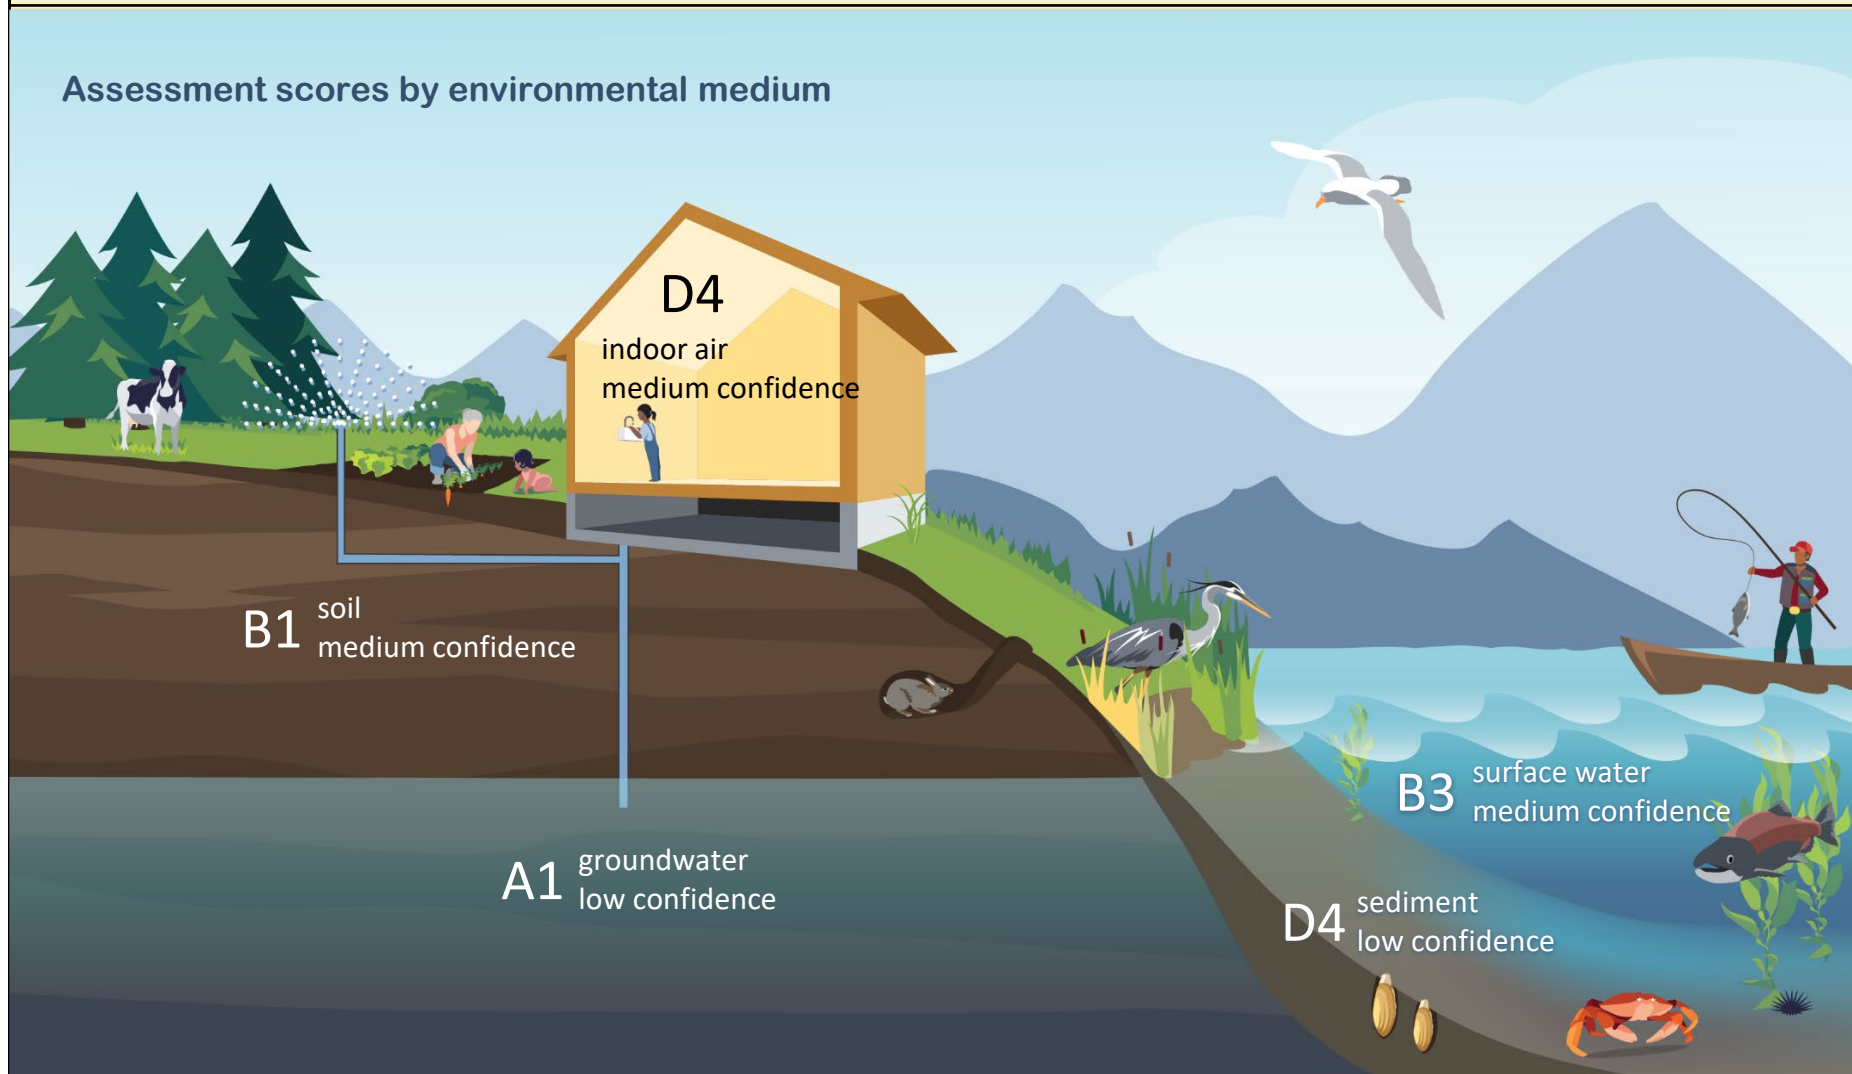 Assessment scores by environmental medium
D4
indoor air
medium confidence
B1
soil
medium confidence
A1
groundwater
low confidence
B3
surface water
medium confidence
D4
sediment
low confidence